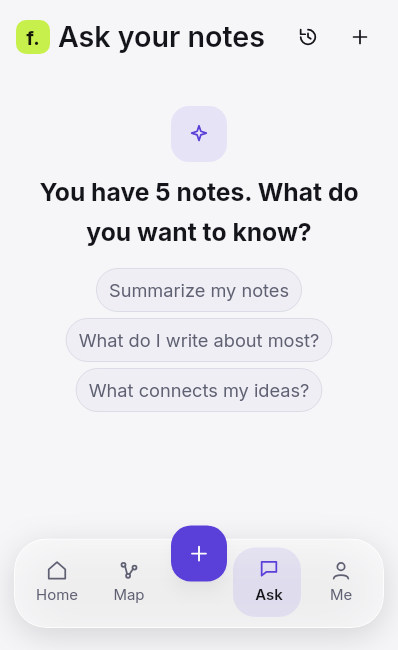 f. Ask your notes
You have 5 notes. What do
you want to know?
Summarize my notes
What do I write about most?
What connects my ideas?
Home Map Ask Me